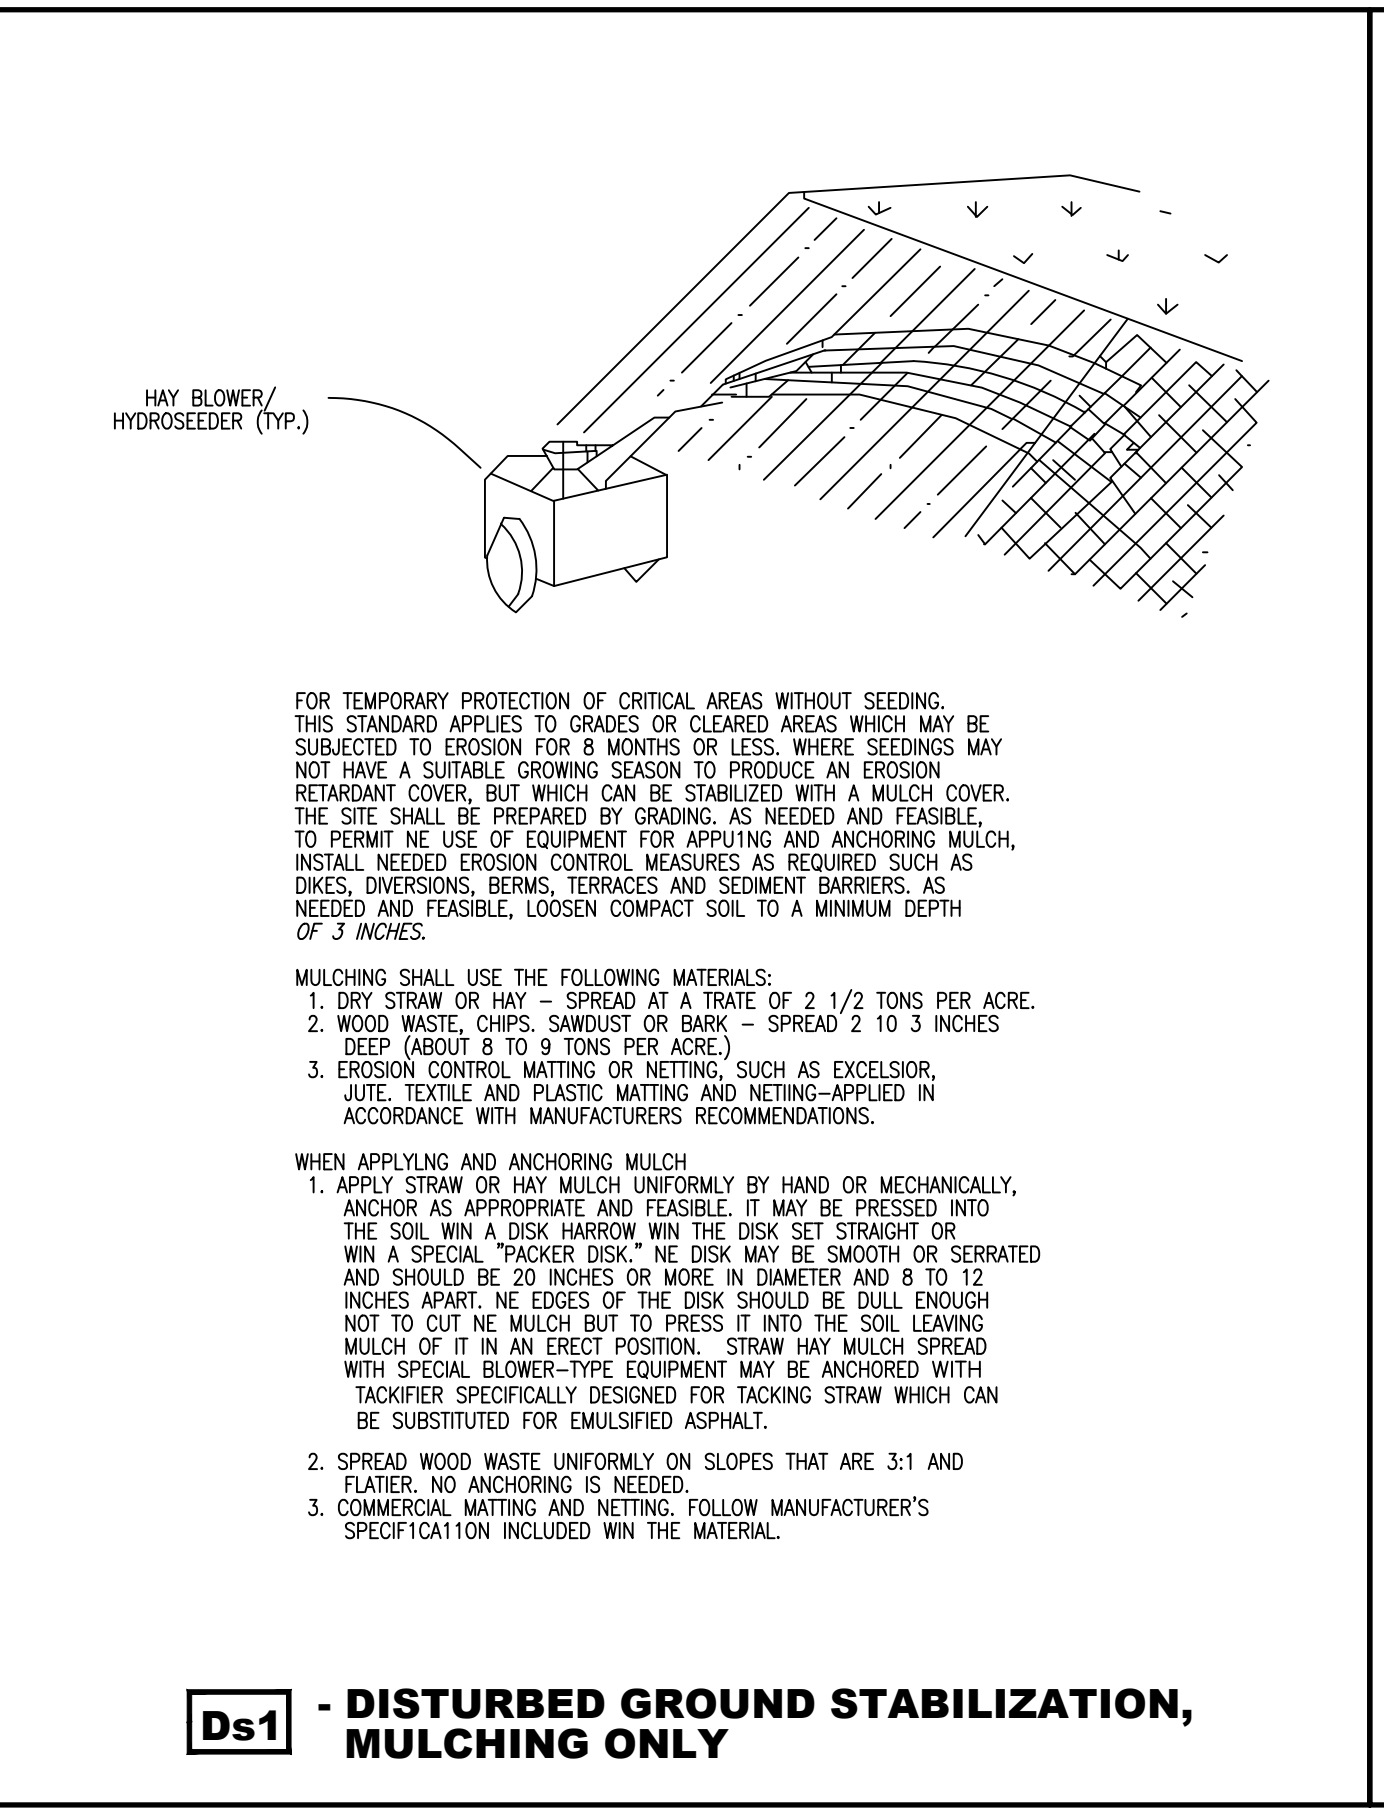 HAY BLOWER/
HYDROSEEDER (TYP.)
FOR TEMPORARY PROTECTION OF CRITICAL AREAS WITHOUT SEEDING.
THIS STANDARD APPLIES TO GRADES OR CLEARED AREAS WHICH MAY BE
SUBJECTED TO EROSION FOR 8 MONTHS OR LESS. WHERE SEEDINGS MAY
NOT HAVE A SUITABLE GROWING SEASON TO PRODUCE AN EROSION
RETARDANT COVER, BUT WHICH CAN BE STABILIZED WITH A MULCH COVER.
THE SITE SHALL BE PREPARED BY GRADING. AS NEEDED AND FEASIBLE,
TO PERMIT NE USE OF EQUIPMENT FOR APPU1NG AND ANCHORING MULCH,
INSTALL NEEDED EROSION CONTROL MEASURES AS REQUIRED SUCH AS
DIKES, DIVERSIONS, BERMS, TERRACES AND SEDIMENT BARRIERS. AS
NEEDED AND FEASIBLE, LOOSEN COMPACT SOIL TO A MINIMUM DEPTH
OF 3 INCHES.
MULCHING SHALL USE THE FOLLOWING MATERIALS:
1. DRY STRAW OR HAY – SPREAD AT A TRATE OF 2 1/2 TONS PER ACRE.
2. WOOD WASTE, CHIPS. SAWDUST OR BARK – SPREAD 2 10 3 INCHES
DEEP (ABOUT 8 TO 9 TONS PER ACRE.)
3. EROSION CONTROL MATTING OR NETTING, SUCH AS EXCELSIOR,
JUTE. TEXTILE AND PLASTIC MATTING AND NETIING–APPLIED IN
ACCORDANCE WITH MANUFACTURERS RECOMMENDATIONS.
WHEN APPLYLNG AND ANCHORING MULCH
1. APPLY STRAW OR HAY MULCH UNIFORMLY BY HAND OR MECHANICALLY,
ANCHOR AS APPROPRIATE AND FEASIBLE. IT MAY BE PRESSED INTO
THE SOIL WIN A DISK HARROW WIN THE DISK SET STRAIGHT OR
WIN A SPECIAL "PACKER DISK." NE DISK MAY BE SMOOTH OR SERRATED
AND SHOULD BE 20 INCHES OR MORE IN DIAMETER AND 8 TO 12
INCHES APART. NE EDGES OF THE DISK SHOULD BE DULL ENOUGH
NOT TO CUT NE MULCH BUT TO PRESS IT INTO THE SOIL LEAVING
MULCH OF IT IN AN ERECT POSITION. STRAW HAY MULCH SPREAD
WITH SPECIAL BLOWER–TYPE EQUIPMENT MAY BE ANCHORED WITH
TACKIFIER SPECIFICALLY DESIGNED FOR TACKING STRAW WHICH CAN
BE SUBSTITUTED FOR EMULSIFIED ASPHALT.
2. SPREAD WOOD WASTE UNIFORMLY ON SLOPES THAT ARE 3:1 AND
FLATIER. NO ANCHORING IS NEEDED.
3. COMMERCIAL MATTING AND NETTING. FOLLOW MANUFACTURER'S
SPECIF1CA11ON INCLUDED WIN THE MATERIAL.
Ds1 - DISTURBED GROUND STABILIZATION,
MULCHING ONLY